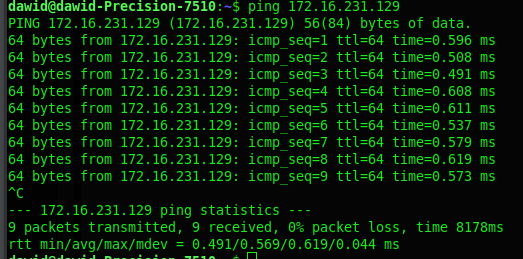 dawid@dawid-Precision-7510:~$ ping 172.16.231.129
PING 172.16.231.129 (172.16.231.129) 56(84) bytes of data.
64 bytes from 172.16.231.129: icmp_seq=1 ttl=64 time=0.596 ms
64 bytes from 172.16.231.129: icmp_seq=2 ttl=64 time=0.508 ms
64 bytes from 172.16.231.129: icmp_seq=3 ttl=64 time=0.491 ms
64 bytes from 172.16.231.129: icmp_seq=4 ttl=64 time=0.608 ms
64 bytes from 172.16.231.129: icmp_seq=5 ttl=64 time=0.611 ms
64 bytes from 172.16.231.129: icmp_seq=6 ttl=64 time=0.537 ms
64 bytes from 172.16.231.129: icmp_seq=7 ttl=64 time=0.579 ms
64 bytes from 172.16.231.129: icmp_seq=8 ttl=64 time=0.619 ms
64 bytes from 172.16.231.129: icmp_seq=9 ttl=64 time=0.573 ms
^C
--- 172.16.231.129 ping statistics ---
9 packets transmitted, 9 received, 0% packet loss, time 8178ms
rtt min/avg/max/mdev = 0.491/0.569/0.619/0.044 ms
dawid@dawid-Precision-7510:~$